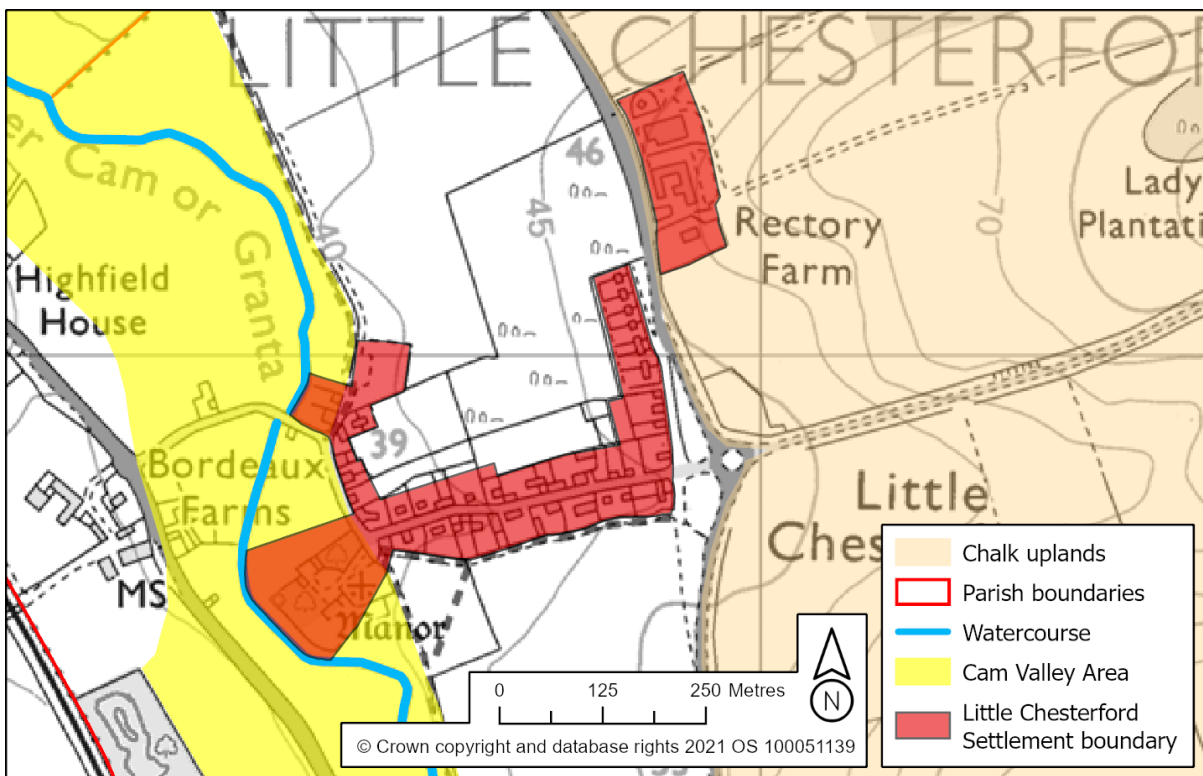 LITTLE CHESTERFOR
er Cam or
Granta
46
45
40
70
Lady
Plantati
Rectory
Farm
Highfield
House
39
Bordeaux
Farms
Little
Ches
MS
Manor
Chalk uplands
Parish boundaries
Watercourse
Cam Valley Area
Little Chesterford
Settlement boundary
0 125 250 Metres
N
© Crown copyright and database rights 2021 OS 100051139